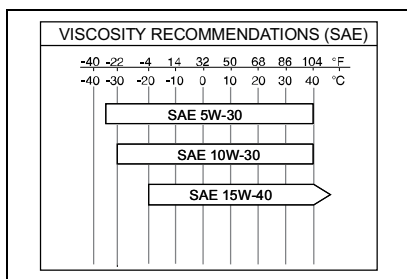 VISCOSITY RECOMMENDATIONS (SAE)
-40 -22 -4 14 32 50 68 86 104 °F
-40 -30 -20 -10 0 10 20 30 40 °C
SAE 5W-30
SAE 10W-30
SAE 15W-40